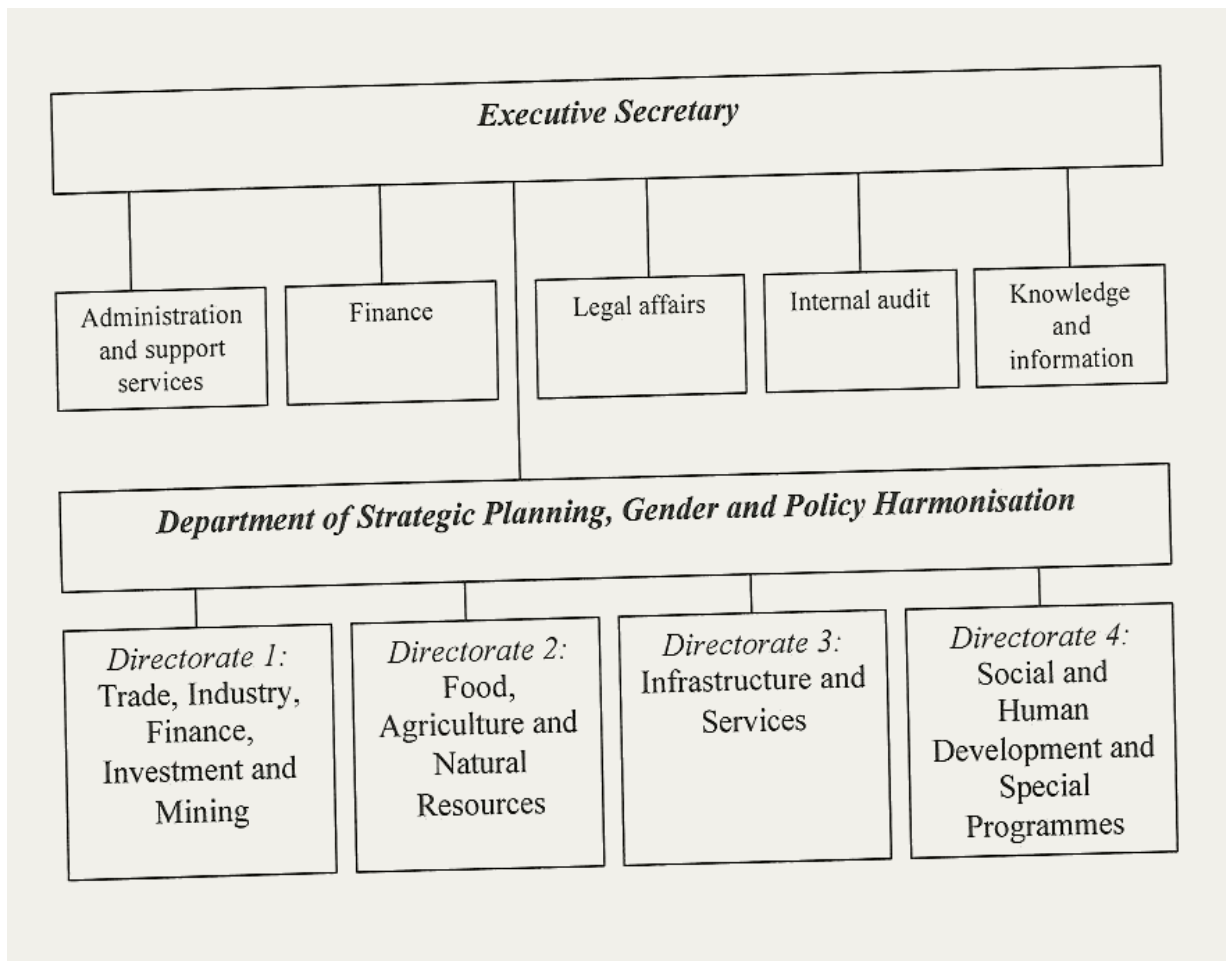 Executive Secretary
Administration
and support
services
Finance
Legal affairs
Internal audit
Knowledge
and
information
Department of Strategic Planning, Gender and Policy Harmonisation
Directorate 1:
Trade, Industry,
Finance,
Investment and
Mining
Directorate 2:
Food,
Agriculture and
Natural
Resources
Directorate 3:
Infrastructure and
Services
Directorate 4:
Social and
Human
Development and
Special
Programmes